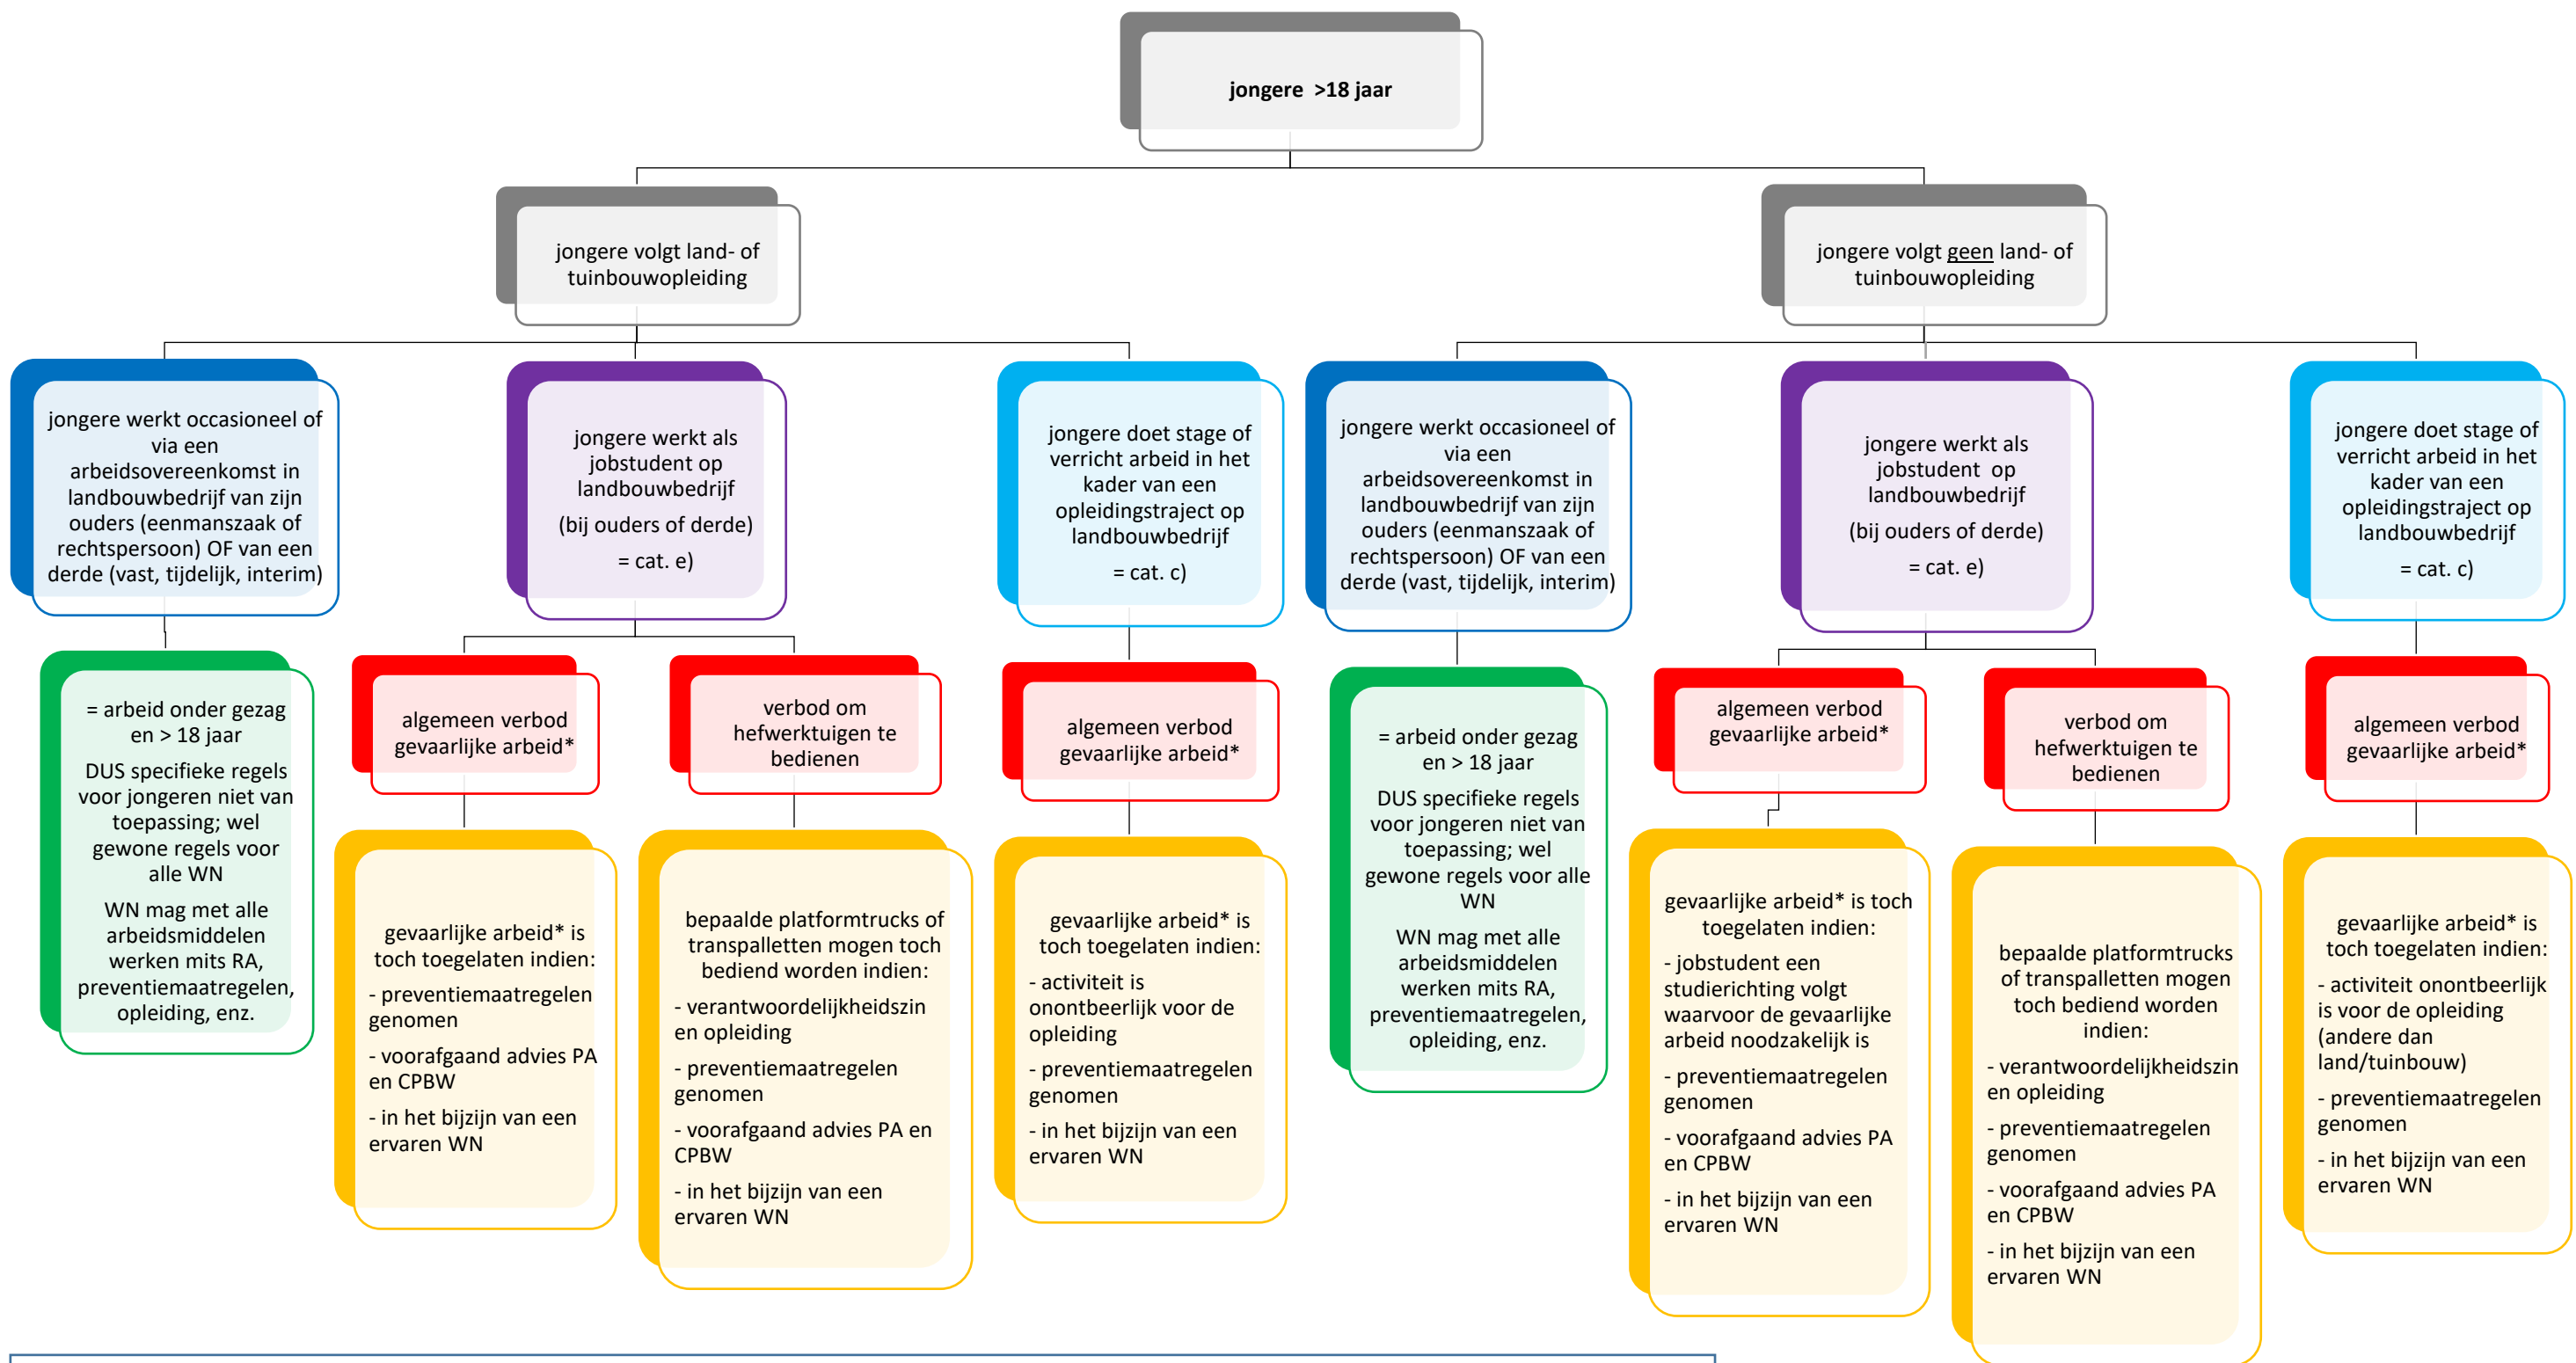 jongere >18 jaar
jongere volgt land- of
tuinbouwopleiding
jongere volgt geen land- of
tuinbouwopleiding
jongere werkt occasioneel of
via een
arbeidsovereenkomst in
landbouwbedrijf van zijn
ouders (eenmanszaak of
rechtspersoon) OF van een
derde (vast, tijdelijk, interim)
jongere werkt als
jobstudent op
landbouwbedrijf
(bij ouders of derde)
= cat. e)
jongere doet stage of
verricht arbeid in het
kader van een
opleidingstraject op
landbouwbedrijf
= cat. c)
jongere werkt occasioneel of
via een
arbeidsovereenkomst in
landbouwbedrijf van zijn
ouders (eenmanszaak of
rechtspersoon) OF van een
derde (vast, tijdelijk, interim)
jongere werkt als
jobstudent op
landbouwbedrijf
(bij ouders of derde)
= cat. e)
jongere doet stage of
verricht arbeid in het
kader van een
opleidingstraject op
landbouwbedrijf
= cat. c)
= arbeid onder gezag
en > 18 jaar
DUS specifieke regels
voor jongeren niet van
toepassing; wel
gewone regels voor
alle WN
WN mag met alle
arbeidsmiddelen
werken mits RA,
preventiemaatregelen,
opleiding, enz.
algemeen verbod
gevaarlijke arbeid*
verbod om
hefwerktuigen te
bedienen
algemeen verbod
gevaarlijke arbeid*
= arbeid onder gezag
en > 18 jaar
DUS specifieke regels
voor jongeren niet van
toepassing; wel
gewone regels voor alle
WN
WN mag met alle
arbeidsmiddelen
werken mits RA,
preventiemaatregelen,
opleiding, enz.
algemeen verbod
gevaarlijke arbeid*
verbod om
hefwerktuigen te
bedienen
algemeen verbod
gevaarlijke arbeid*
gevaarlijke arbeid* is
toch toegelaten indien:
- preventiemaatregelen
genomen
- voorafgaand advies PA
en CPBW
- in het bijzijn van een
ervaren WN
bepaalde platformtrucks of
transpalletten mogen toch
bediend worden indien:
- verantwoordelijkheidszin
en opleiding
- preventiemaatregelen
genomen
- voorafgaand advies PA en
CPBW
- in het bijzijn van een
ervaren WN
gevaarlijke arbeid* is
toch toegelaten indien:
- activiteit is
onontbeerlijk voor de
opleiding
- preventiemaatregelen
genomen
- in het bijzijn van een
ervaren WN
gevaarlijke arbeid* is toch
toegelaten indien:
- jobstudent een
studierichting volgt
waarvoor de gevaarlijke
arbeid noodzakelijk is
- preventiemaatregelen
genomen
- voorafgaand advies PA
en CPBW
- in het bijzijn van een
ervaren WN
bepaalde platformtrucks
of transpalletten mogen
toch bediend worden
indien:
- verantwoordelijkheidszin
en opleiding
- preventiemaatregelen
genomen
- voorafgaand advies PA
en CPBW
- in het bijzijn van een
ervaren WN
gevaarlijke arbeid* is
toch toegelaten indien:
- activiteit onontbeerlijk
is voor de opleiding
(andere dan
land/tuinbouw)
- preventiemaatregelen
genomen
- in het bijzijn van een
ervaren WN